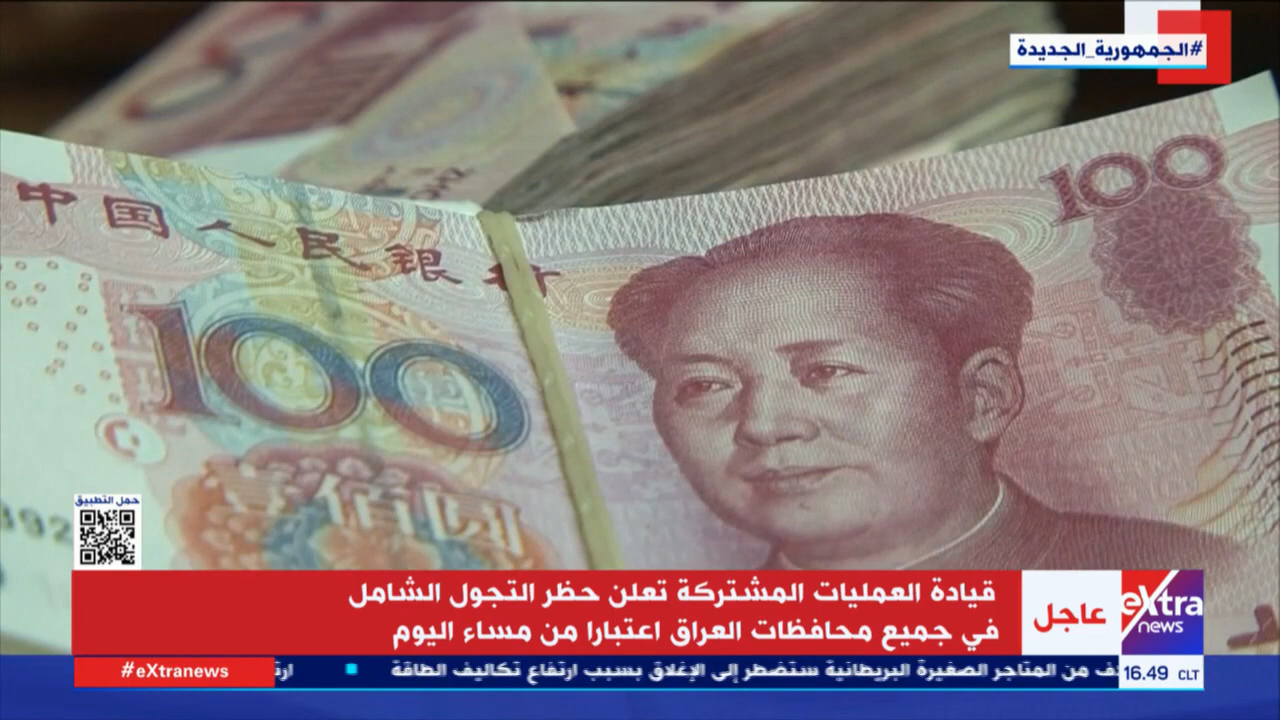 #الجمهورية_الجديدة
100
中国人民银行
100
حمل التطبيق
قيادة العمليات المشتركة تعلن حظر التجول الشامل
في جميع محافظات العراق اعتبارا من مساء اليوم
عاجل
eXtra
news
#eXtranews
من المتاجر الصغيرة البريطانية ستضطر إلى الإغلاق بسبب ارتفاع تكاليف الطاقة
16.49 CLT